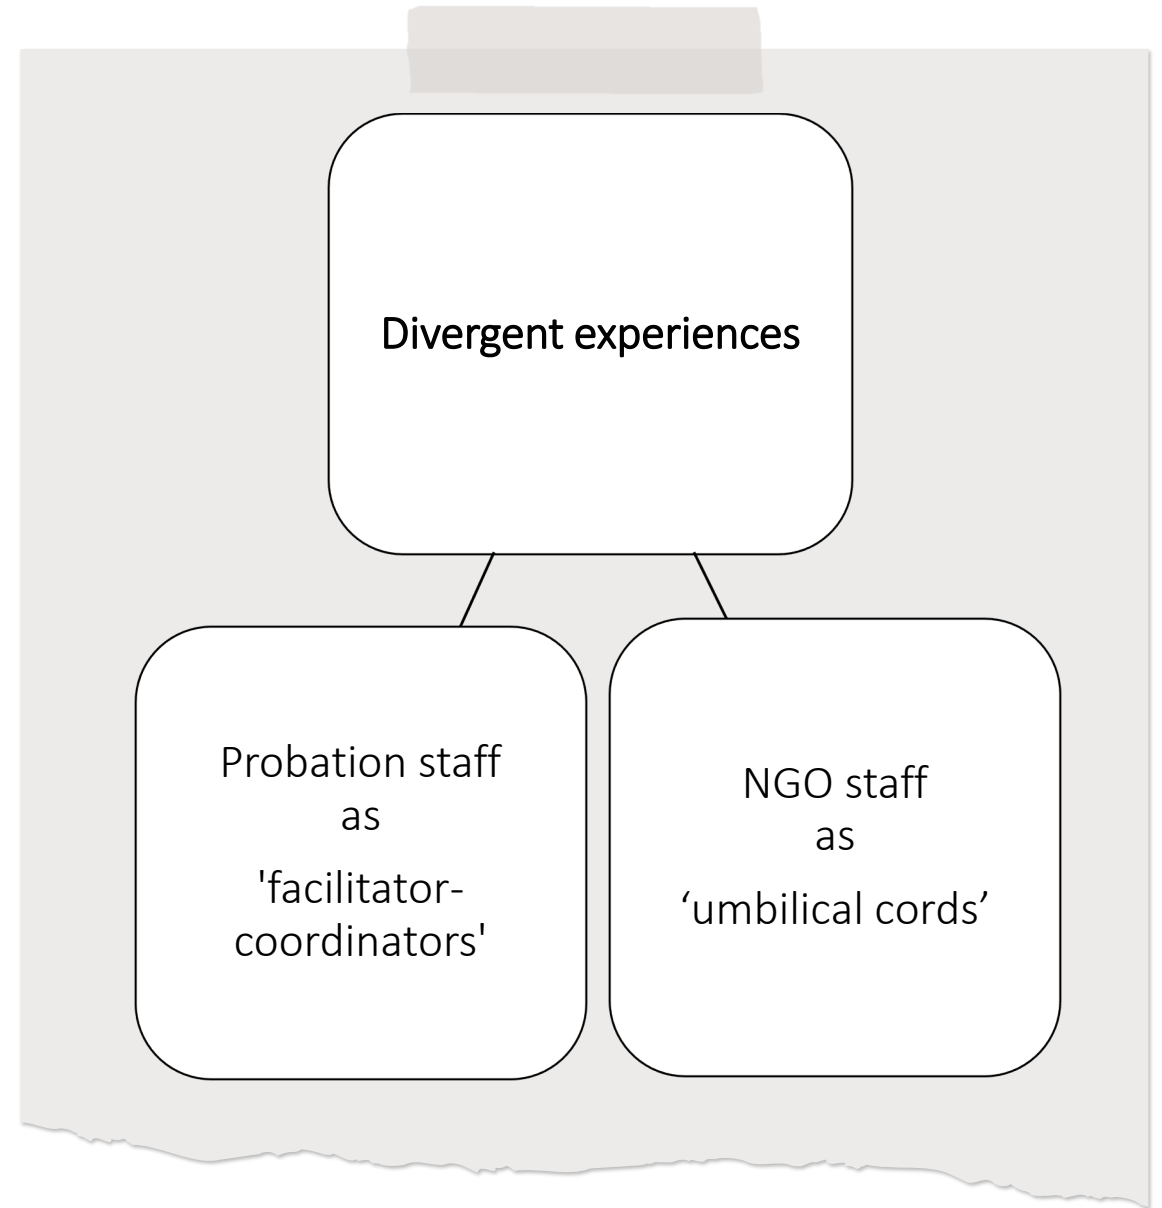 Divergent experiences
Probation staff
as
'facilitator-
coordinators'
NGO staff
as
‘umbilical cords’